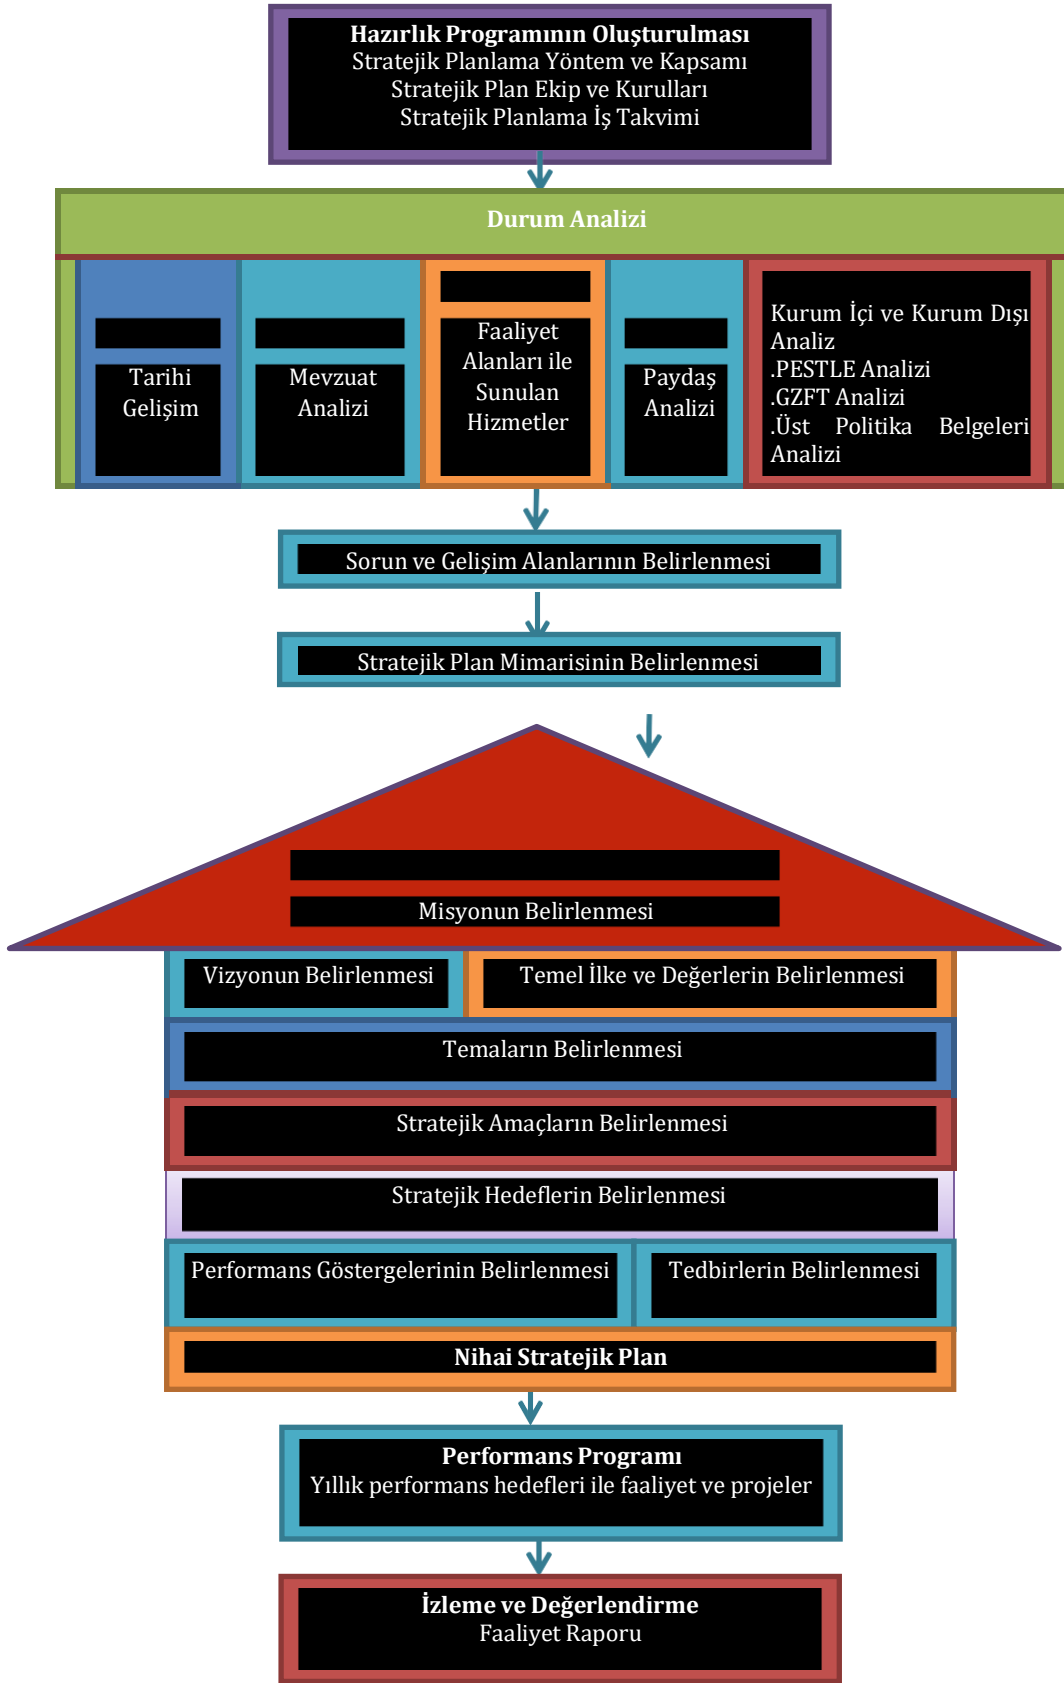 Hazırlık Programının Oluşturulması
Stratejik Planlama Yöntem ve Kapsamı
Stratejik Plan Ekip ve Kurulları
Stratejik Planlama İş Takvimi
Durum Analizi
Tarihi
Gelişim
Mevzuat
Analizi
Faaliyet
Alanları ile
Sunulan
Hizmetler
Paydaş
Analizi
Kurum İçi ve Kurum Dışı
Analiz
.PESTLE Analizi
.GZFT Analizi
.Üst Politika Belgeleri
Analizi
Sorun ve Gelişim Alanlarının Belirlenmesi
Stratejik Plan Mimarisinin Belirlenmesi
Misyonun Belirlenmesi
Vizyonun Belirlenmesi
Temel İlke ve Değerlerin Belirlenmesi
Temaların Belirlenmesi
Stratejik Amaçların Belirlenmesi
Stratejik Hedeflerin Belirlenmesi
Performans Göstergelerinin Belirlenmesi
Tedbirlerin Belirlenmesi
Nihai Stratejik Plan
Performans Programı
Yıllık performans hedefleri ile faaliyet ve projeler
İzleme ve Değerlendirme
Faaliyet Raporu